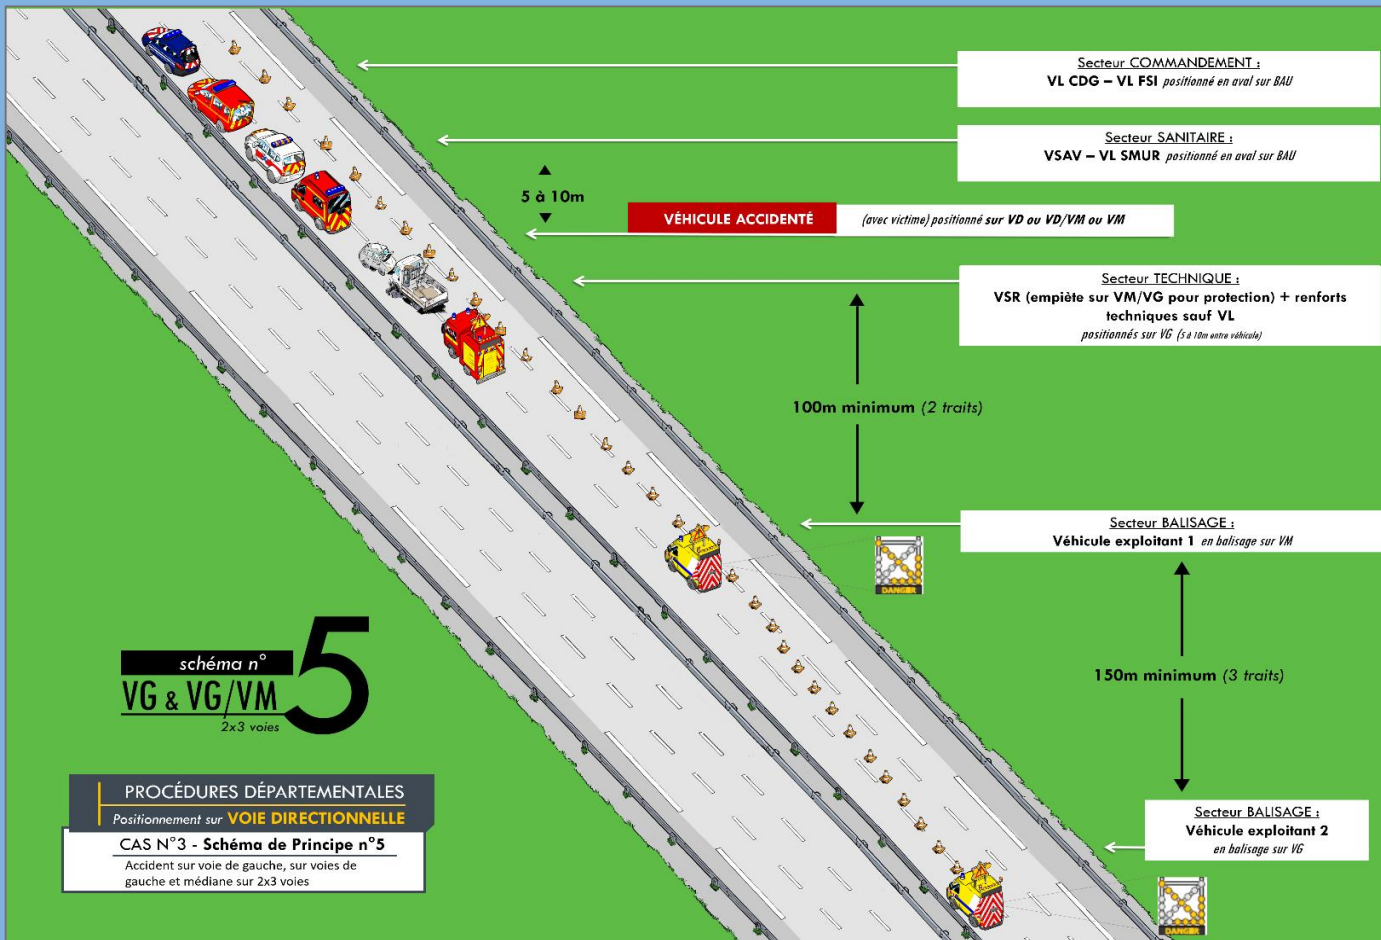 Secteur COMMANDEMENT :
VL CDG – VL FSI positionné en aval sur BAU
Secteur SANITAIRE :
VSAV – VL SMUR positionné en aval sur BAU
5 à 10m
VÉHICULE ACCIDENTÉ (avec victime) positionné sur VD ou VD/VM ou VM
Secteur TECHNIQUE :
VSR (empiète sur VM/VG pour protection) + renforts
techniques sauf VL
positionnés sur VG (5 à 10m entre véhicule)
100m minimum (2 traits)
Secteur BALISAGE :
Véhicule exploitant 1 en balisage sur VM
DANGER
150m minimum (3 traits)
schéma n° 5
VG & VG/VM
2x3 voies
PROCÉDURES DÉPARTEMENTALES
Positionnement sur VOIE DIRECTIONNELLE
CAS N°3 - Schéma de Principe n°5
Accident sur voie de gauche, sur voies de
gauche et médiane sur 2x3 voies
Secteur BALISAGE :
Véhicule exploitant 2
en balisage sur VG
DANGER